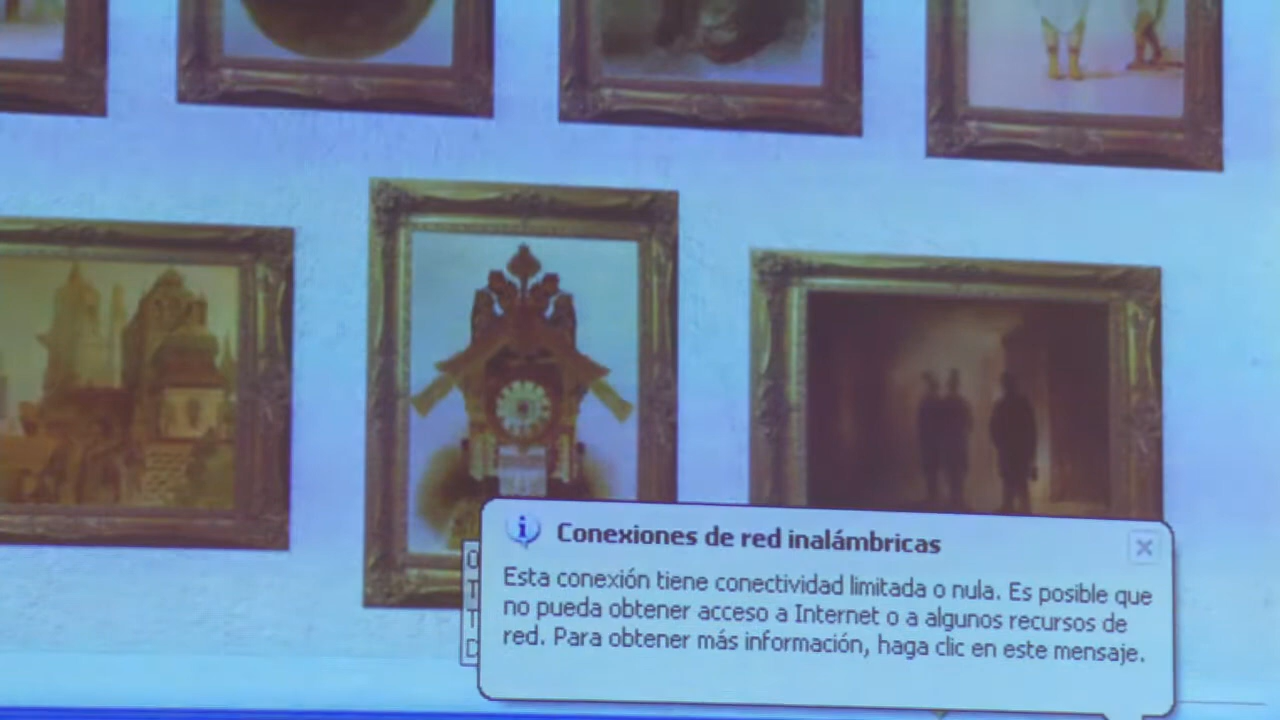 Conexiones de red inalámbricas
Esta conexión tiene conectividad limitada o nula. Es posible que
no pueda obtener acceso a Internet o a algunos recursos de
red. Para obtener más información, haga clic en este mensaje.